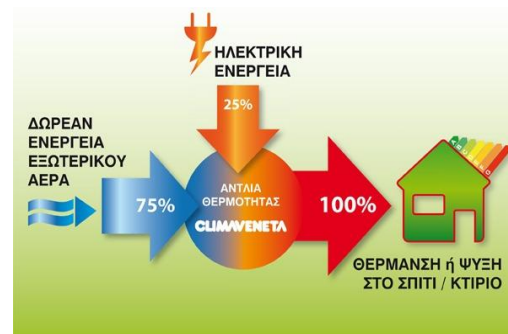 ΗΛΕΚΤΡΙΚΗ
ΕΝΕΡΓΕΙΑ
25%
ΔΩΡΕΑΝ
ΕΝΕΡΓΕΙΑ
ΕΞΩΤΕΡΙΚΟΥ
ΑΕΡΑ
75%
ΑΝΤΛΙΑ
ΘΕΡΜΟΤΗΤΑΣ
CLIMAVENETA
100%
ΘΕΡΜΑΝΣΗ ή ΨΥΞΗ
ΣΤΟ ΣΠΙΤΙ / ΚΤΙΡΙΟ